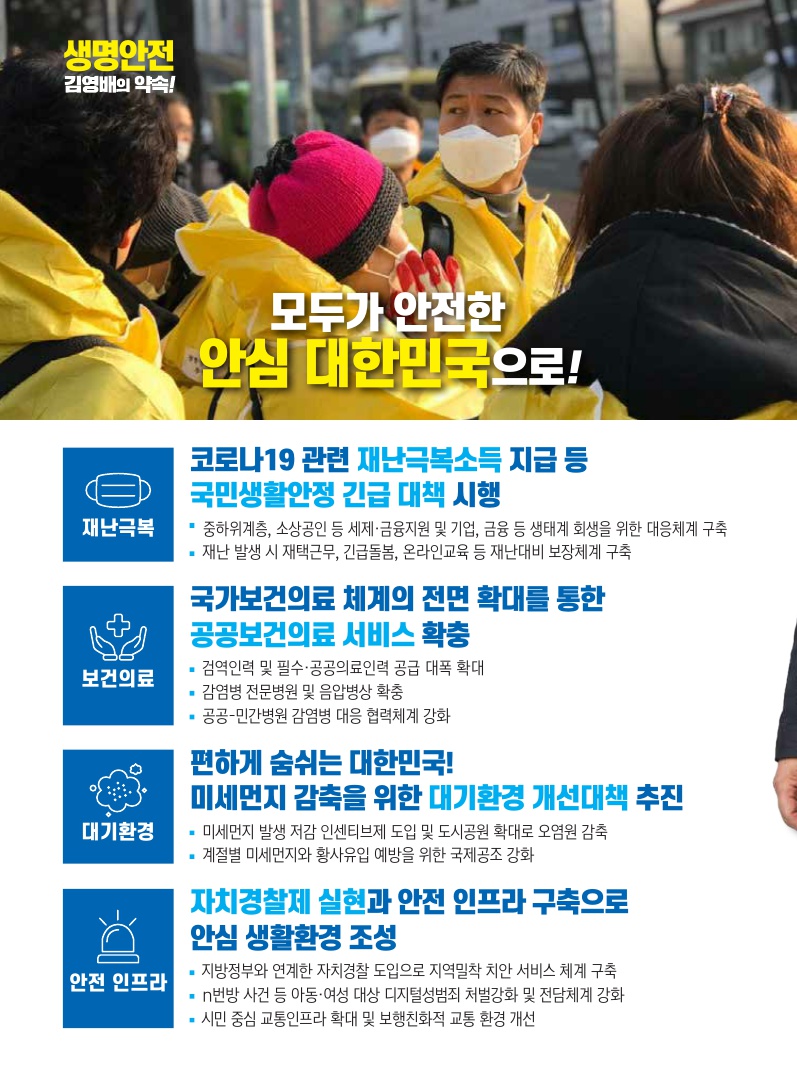 생명안전
김영배의 약속!
모두가 안전한
안심 대한민국으로!
재난극복
코로나19 관련 재난극복소득 지급 등
국민생활안정 긴급 대책 시행
▪ 중하위계층, 소상공인 등 세제·금융지원 및 기업, 금융 등 생태계 회생을 위한 대응체계 구축
▪ 재난 발생 시 재택근무, 긴급돌봄, 온라인교육 등 재난대비 보장체계 구축
보건의료
국가보건의료 체계의 전면 확대를 통한
공공보건의료 서비스 확충
▪ 검역인력 및 필수·공공의료인력 공급 대폭 확대
▪ 감염병 전문병원 및 음압병상 확충
▪ 공공-민간병원 감염병 대응 협력체계 강화
대기환경
편하게 숨쉬는 대한민국!
미세먼지 감축을 위한 대기환경 개선대책 추진
▪ 미세먼지 발생 저감 인센티브제 도입 및 도시공원 확대로 오염원 감축
▪ 계절별 미세먼지와 황사유입 예방을 위한 국제공조 강화
안전 인프라
자치경찰제 실현과 안전 인프라 구축으로
안심 생활환경 조성
▪ 지방정부와 연계한 자치경찰 도입으로 지역밀착 치안 서비스 체계 구축
▪ n번방 사건 등 아동·여성 대상 디지털성범죄 처벌강화 및 전담체계 강화
▪ 시민 중심 교통인프라 확대 및 보행친화적 교통 환경 개선